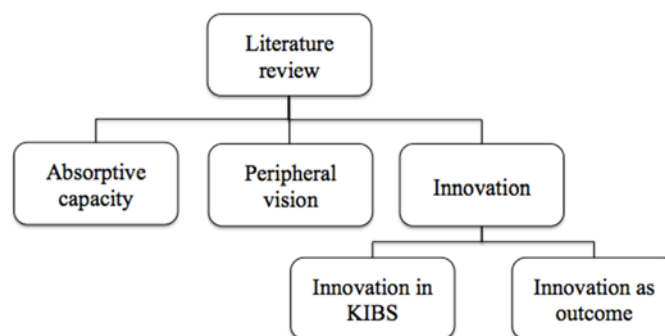 Literature
review
Absorptive
capacity
Peripheral
vision
Innovation
Innovation in
KIBS
Innovation as
outcome